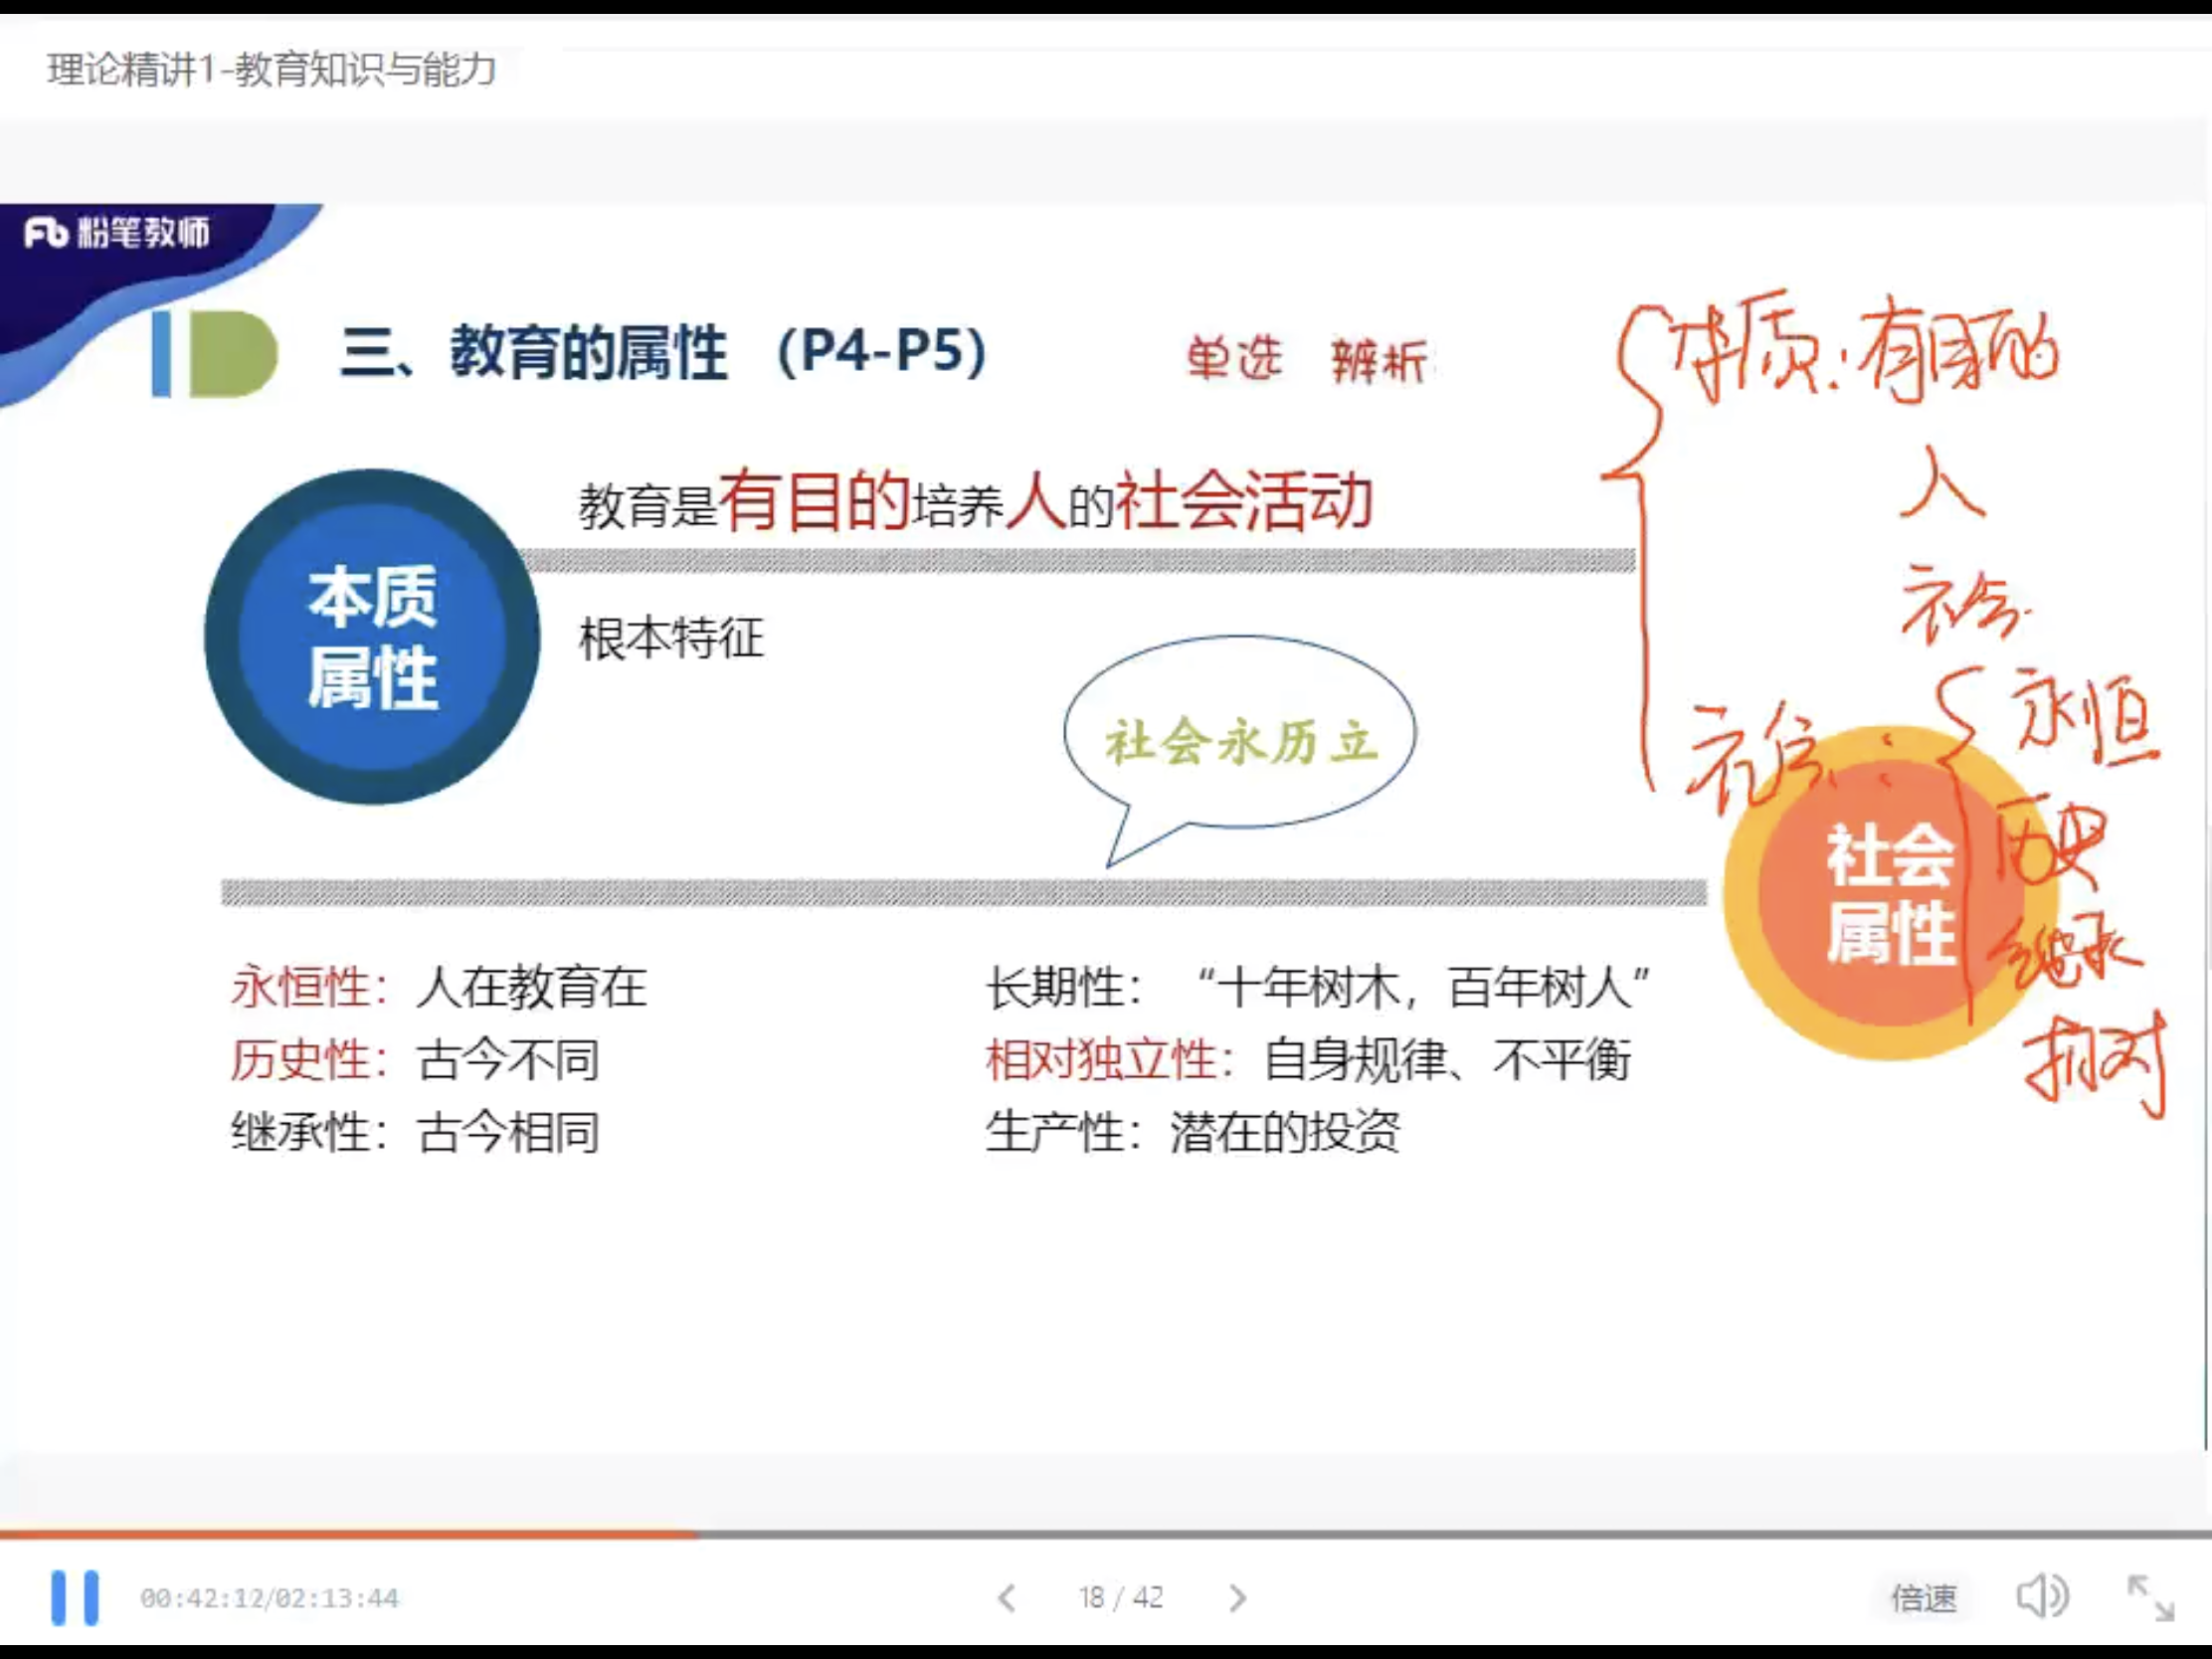 理论精讲1-教育知识与能力
粉笔教师
三、教育的属性 （P4-P5）
单选 辨析
本质：有目的
人
社会
教育是有目的培养人的社会活动
本质
属性
根本特征
社会永历立
社会：
永恒
历史
继承
相对
社会
属性
永恒性：人在教育在
历史性：古今不同
继承性：古今相同
长期性：“十年树木，百年树人”
相对独立性：自身规律、不平衡
生产性：潜在的投资
00:42:12/02:13:44
18 / 42
倍速